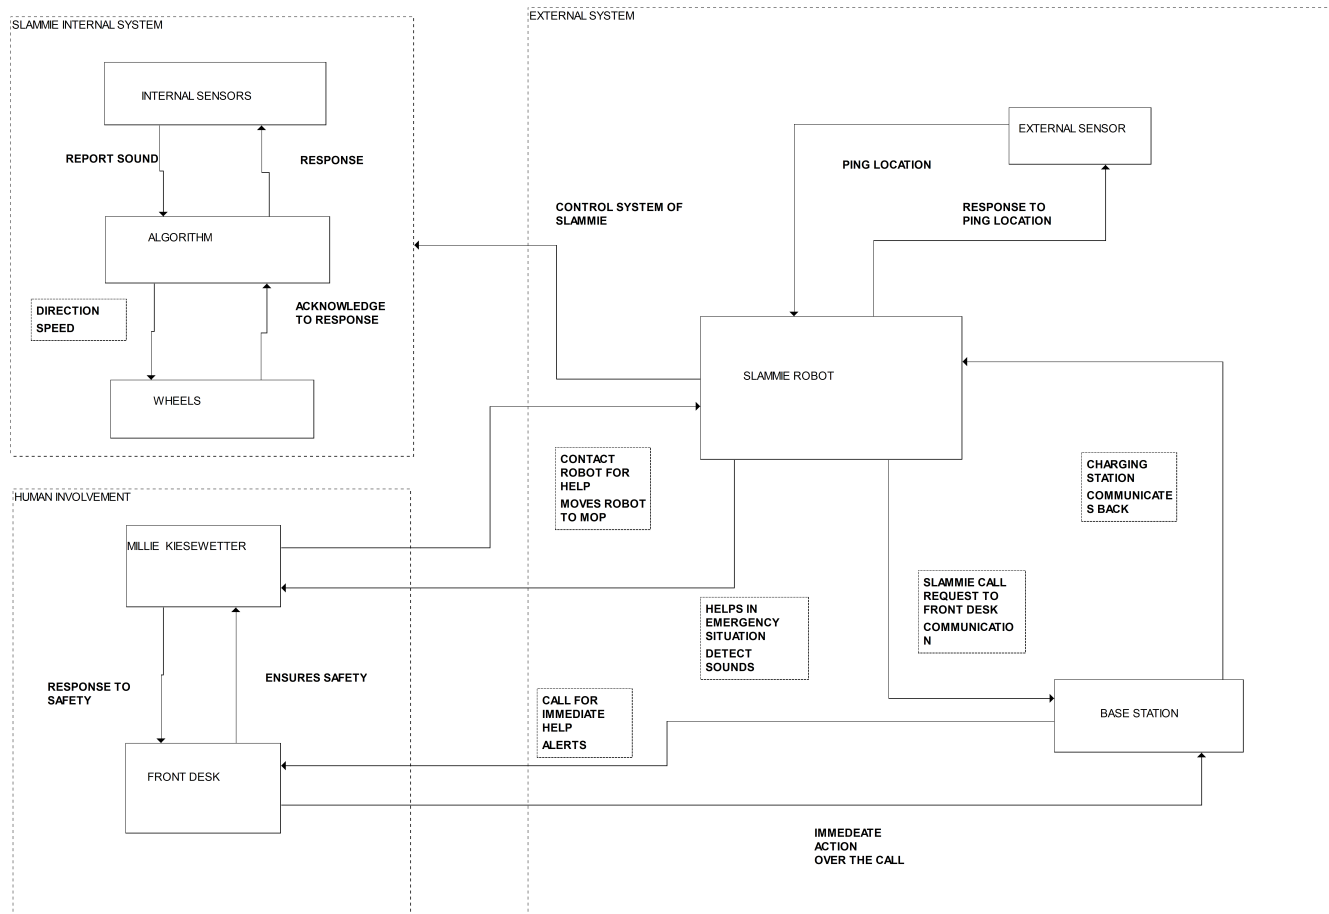 SLAMMIE INTERNAL SYSTEM
INTERNAL SENSORS
REPORT SOUND
RESPONSE
ALGORITHM
DIRECTION
SPEED
ACKNOWLEDGE
TO RESPONSE
WHEELS
EXTERNAL SYSTEM
EXTERNAL SENSOR
PING LOCATION
RESPONSE TO
PING LOCATION
CONTROL SYSTEM OF
SLAMMIE
SLAMMIE ROBOT
CONTACT
ROBOT FOR
HELP
MOVES ROBOT
TO MOP
CHARGING
STATION
COMMUNICATE
S BACK
HUMAN INVOLVEMENT
MILLIE KIESEWETTER
RESPONSE TO
SAFETY
ENSURES SAFETY
FRONT DESK
HELPS IN
EMERGENCY
SITUATION
DETECT
SOUNDS
SLAMMIE CALL
REQUEST TO
FRONT DESK
COMMUNICATIO
N
CALL FOR
IMMEDIATE
HELP
ALERTS
BASE STATION
IMMEDEATE
ACTION
OVER THE CALL